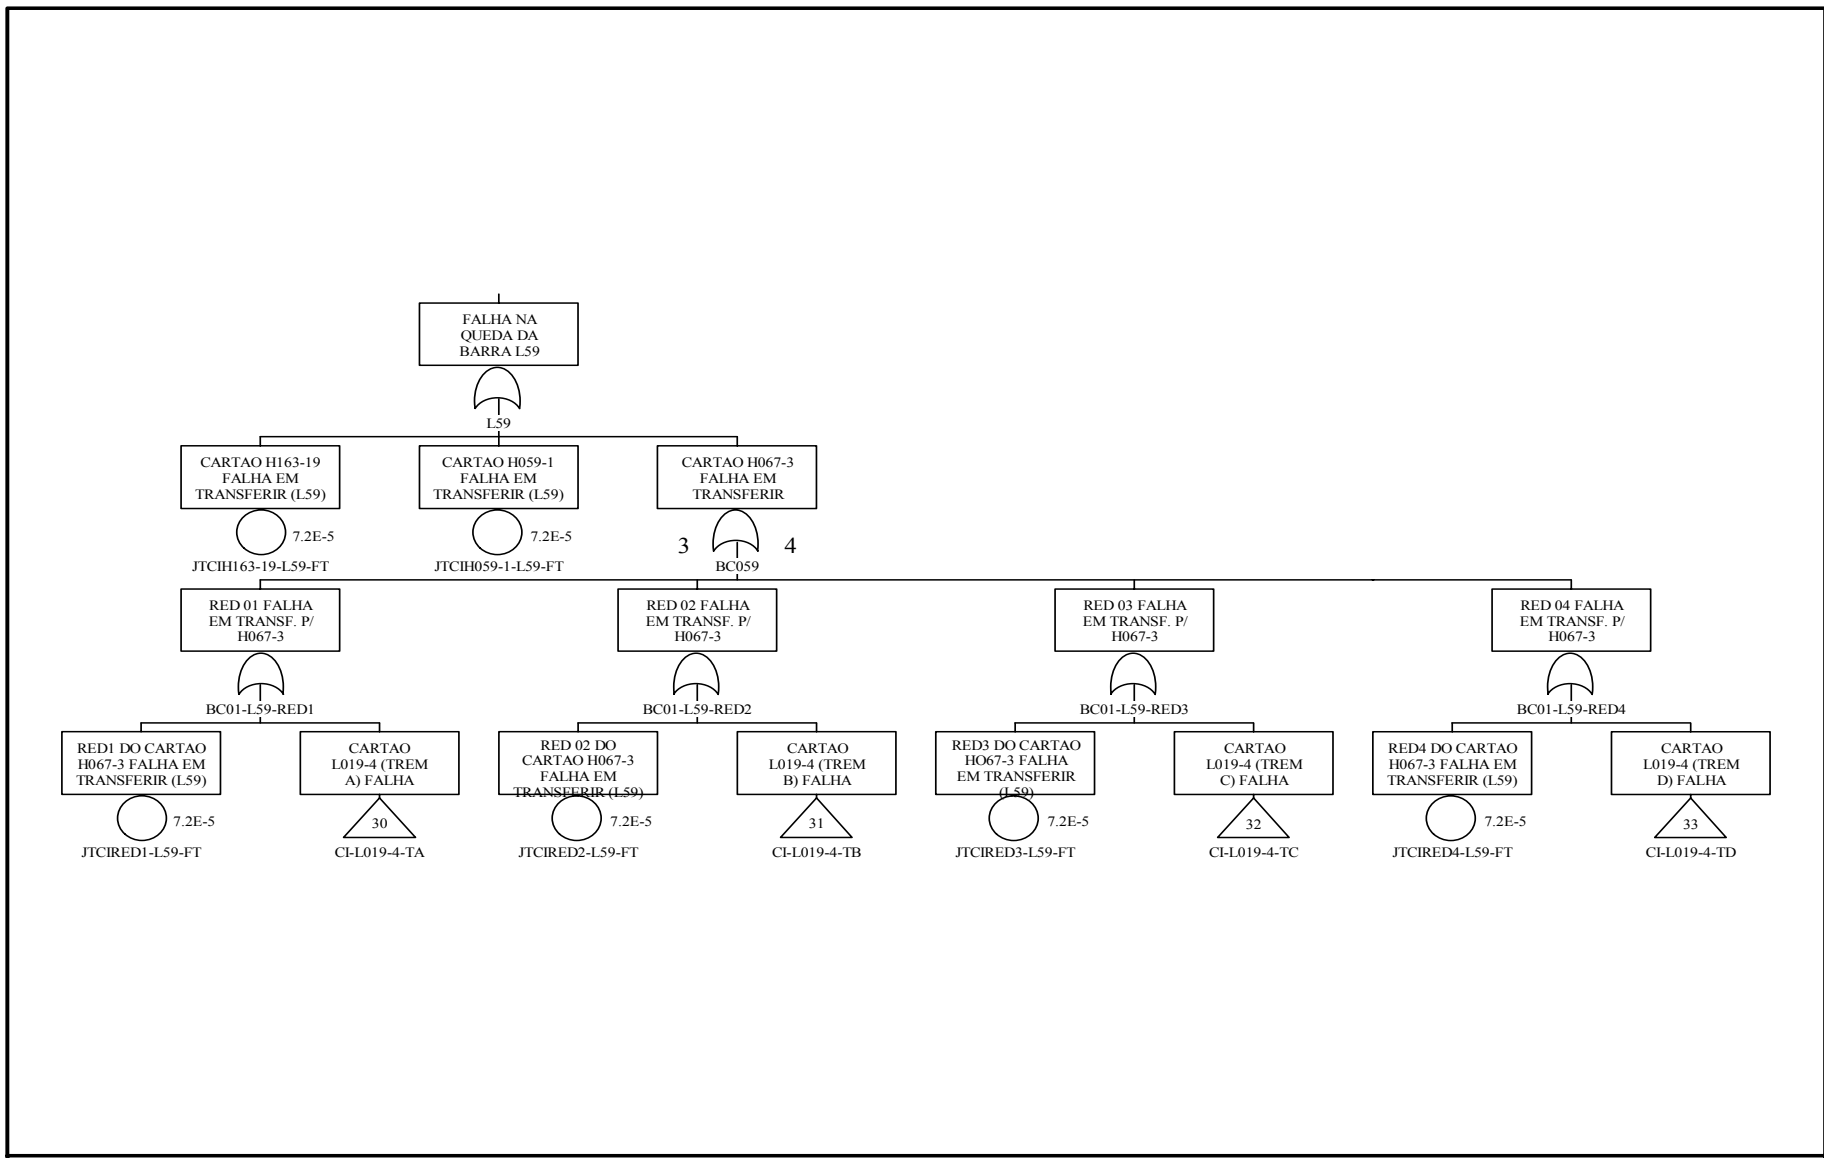 FALHA NA
QUEDA DA
BARRA L59
L59
CARTAO H163-19
FALHA EM
TRANSFERIR (L59)
7.2E-5
JTCIH163-19-L59-FT
CARTAO H059-1
FALHA EM
TRANSFERIR (L59)
7.2E-5
JTCIH059-1-L59-FT
CARTAO H067-3
FALHA EM
TRANSFERIR
3
4
BC059
RED 01 FALHA
EM TRANSF. P/
H067-3
BC01-L59-RED1
RED 02 FALHA
EM TRANSF. P/
H067-3
BC01-L59-RED2
RED 03 FALHA
EM TRANSF. P/
H067-3
BC01-L59-RED3
RED 04 FALHA
EM TRANSF. P/
H067-3
BC01-L59-RED4
RED1 DO CARTAO
H067-3 FALHA EM
TRANSFERIR (L59)
7.2E-5
JTCIRED1-L59-FT
CARTAO
L019-4 (TREM
A) FALHA
30
CI-L019-4-TA
RED 02 DO
CARTAO H067-3
FALHA EM
TRANSFERIR (L59)
7.2E-5
JTCIRED2-L59-FT
CARTAO
L019-4 (TREM
B) FALHA
31
CI-L019-4-TB
RED3 DO CARTAO
HO67-3 FALHA
EM TRANSFERIR
(L59)
7.2E-5
JTCIRED3-L59-FT
CARTAO
L019-4 (TREM
C) FALHA
32
CI-L019-4-TC
RED4 DO CARTAO
H067-3 FALHA EM
TRANSFERIR (L59)
7.2E-5
JTCIRED4-L59-FT
CARTAO
L019-4 (TREM
D) FALHA
33
CI-L019-4-TD